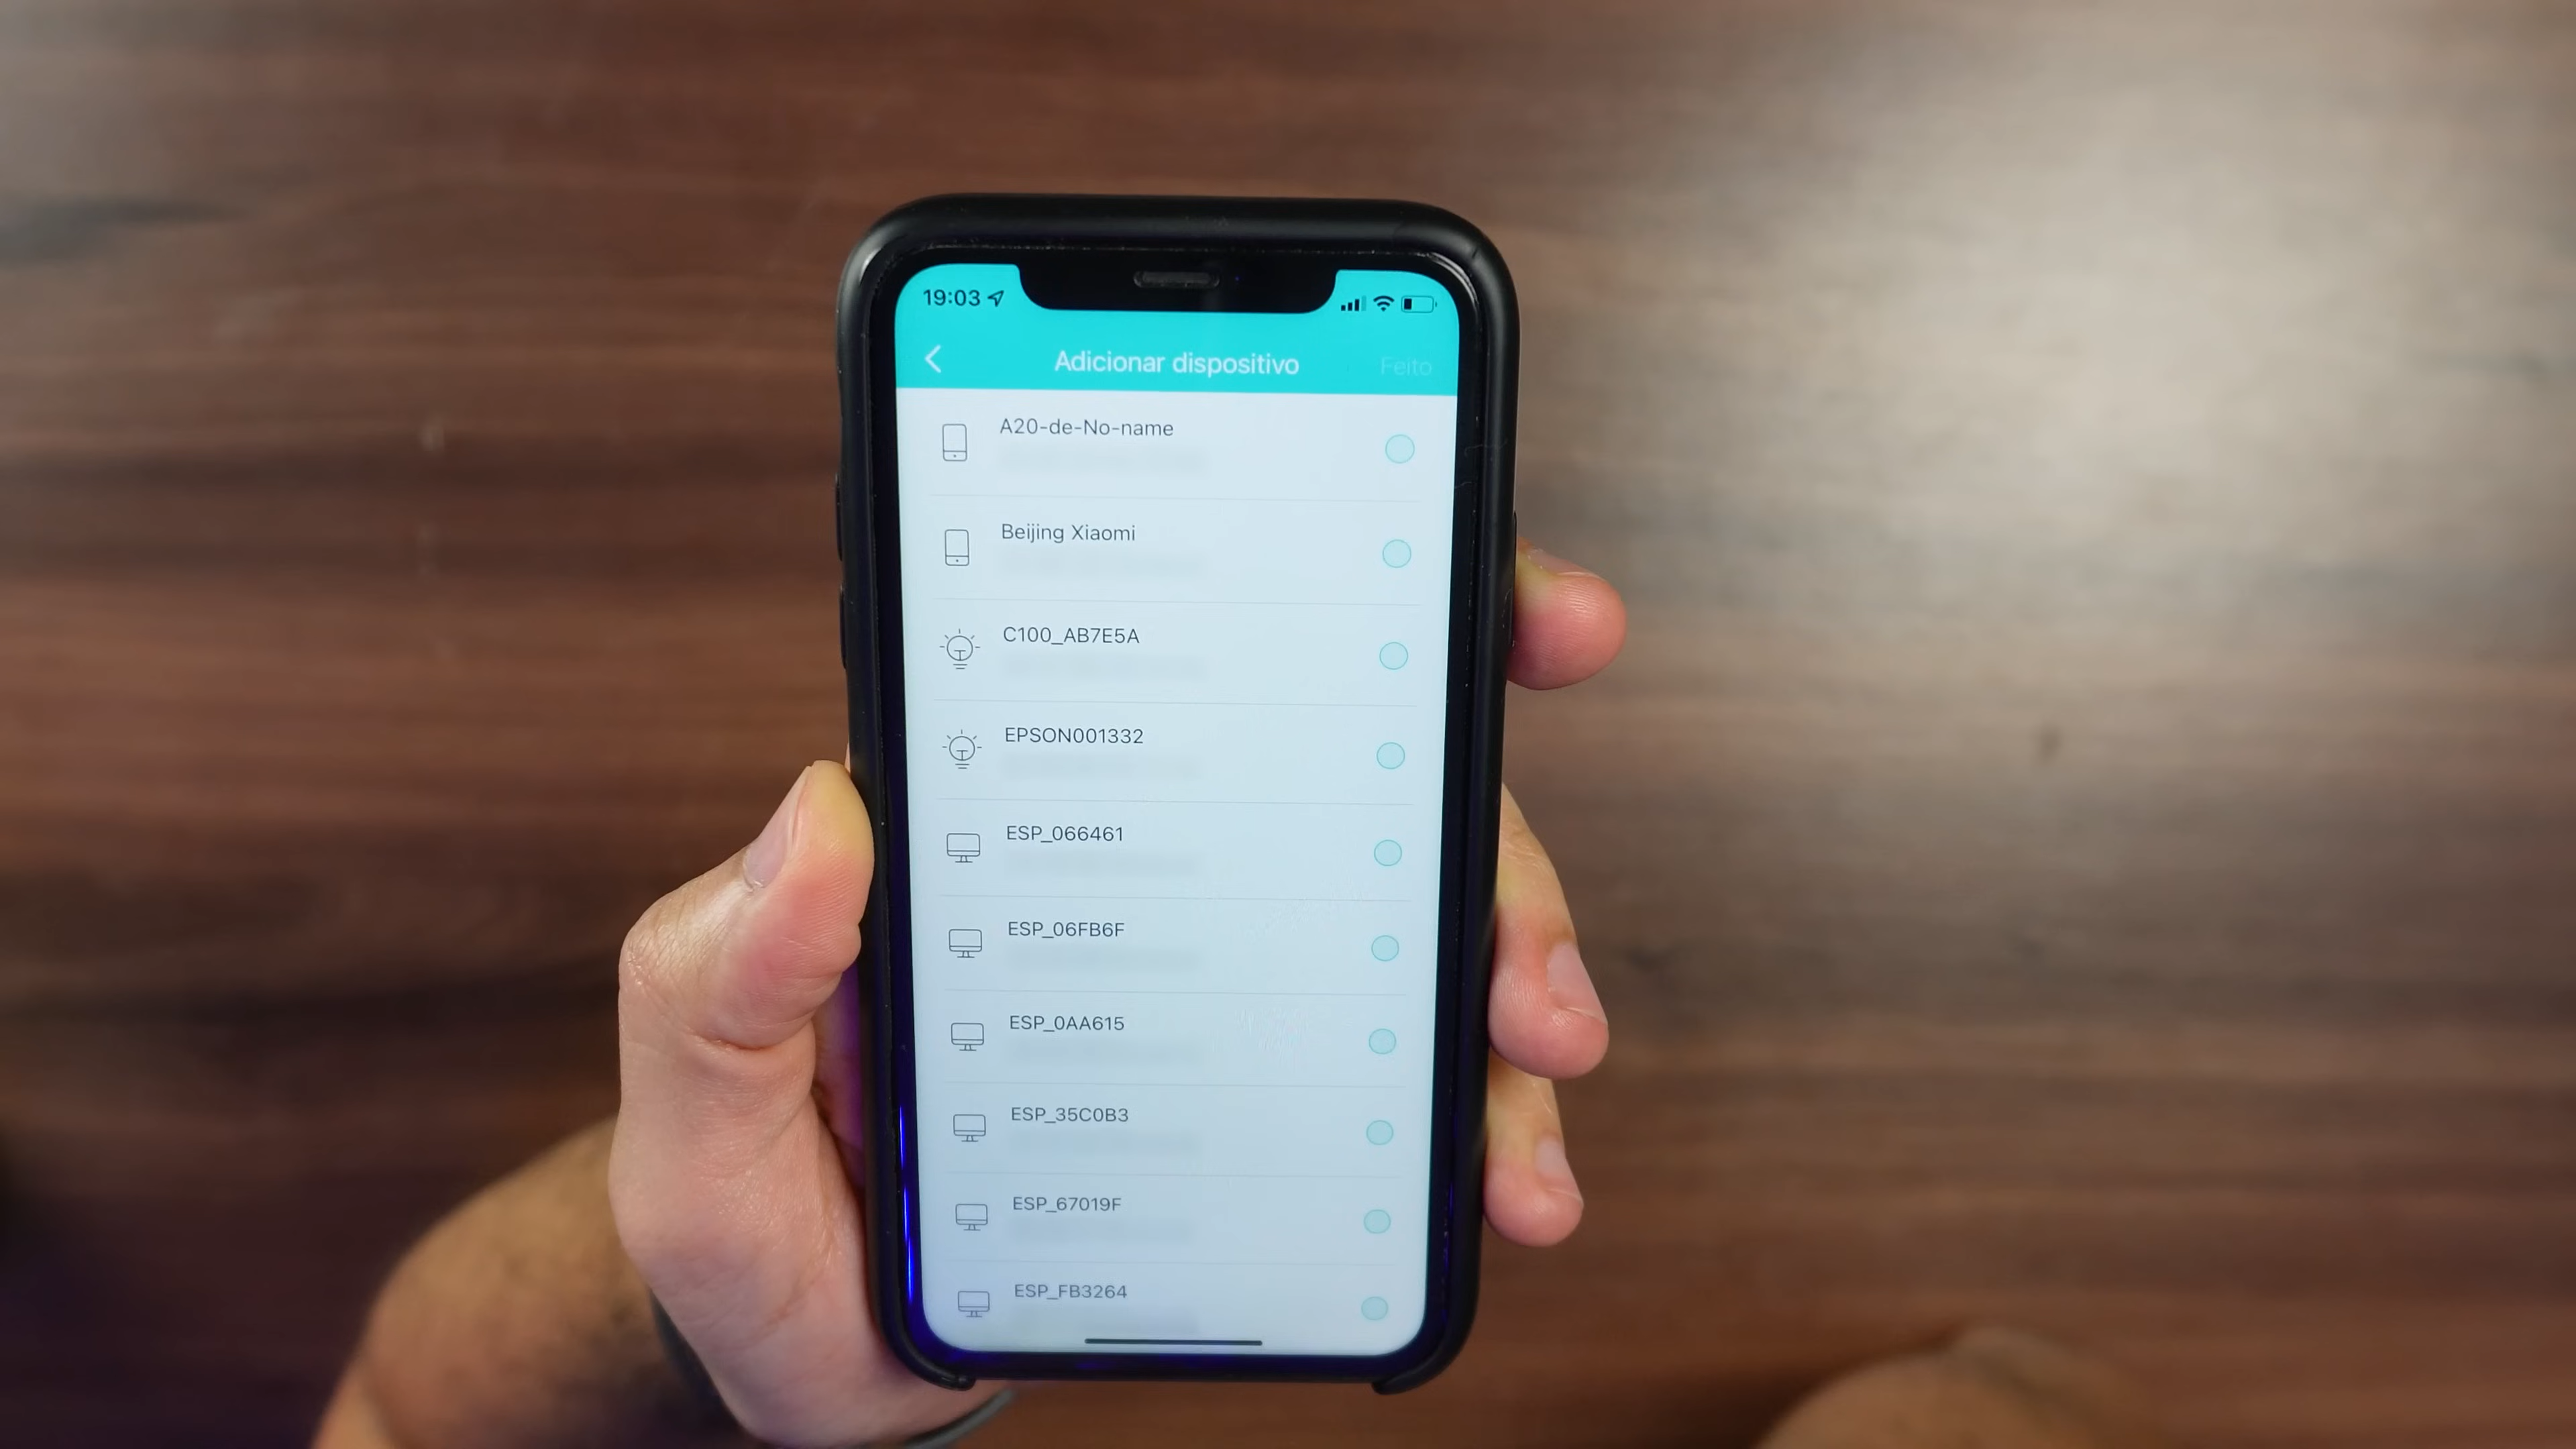 19:03
Adicionar dispositivo
Feito
A20-de-No-name
Beijing Xiaomi
C100_AB7E5A
EPSON001332
ESP_066461
ESP_06FB6F
ESP_0AA615
ESP_35C0B3
ESP_67019F
ESP_FB3264